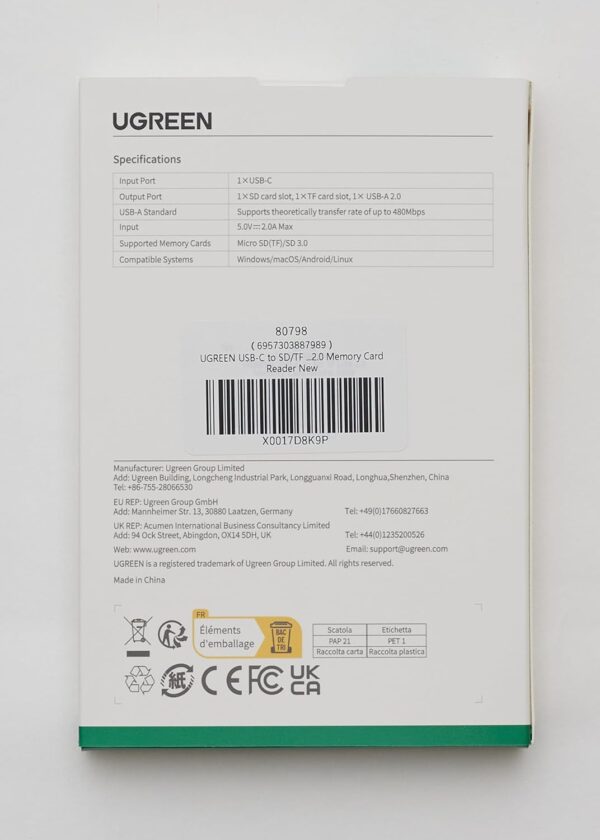 UGREEN
Specifications
Input Port 1×USB-C
Output Port 1×SD card slot, 1×TF card slot, 1× USB-A 2.0
USB-A Standard Supports theoretically transfer rate of up to 480Mbps
Input 5.0V⎓2.0A Max
Supported Memory Cards Micro SD(TF)/SD 3.0
Compatible Systems Windows/macOS/Android/Linux
80798
( 6957303887989 )
UGREEN USB-C to SD/TF ...2.0 Memory Card
Reader New
X0017D8K9P
Manufacturer: Ugreen Group Limited
Add: Ugreen Building, Longcheng Industrial Park, Longguanxi Road, Longhua,Shenzhen, China
Tel: +86-755-28066530
EU REP: Ugreen Group GmbH
Add: Mannheimer Str. 13, 30880 Laatzen, Germany Tel: +49(0)17660827663
UK REP: Acumen International Business Consultancy Limited
Add: 94 Ock Street, Abingdon, OX14 5DH, UK Tel: +44(0)1235200526
Web: www.ugreen.com Email: support@ugreen.com
UGREEN is a registered trademark of Ugreen Group Limited. All rights reserved.
Made in China
FR
Éléments
d'emballage
BAC
DE
TRI
Scatola Etichetta
PAP 21 PET 1
Raccolta carta Raccolta plastica
紙 CE FC UK
CA